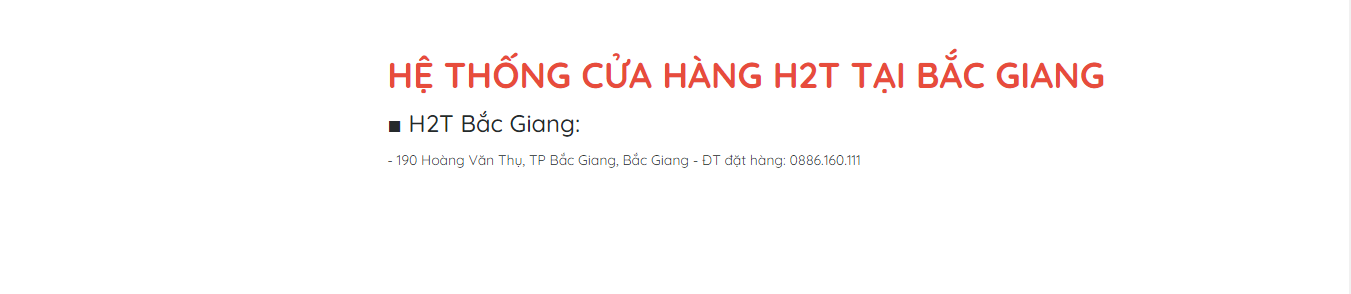 HỆ THỐNG CỬA HÀNG H2T TẠI BẮC GIANG
■ H2T Bắc Giang:
- 190 Hoàng Văn Thụ, TP Bắc Giang, Bắc Giang - ĐT đặt hàng: 0886.160.111